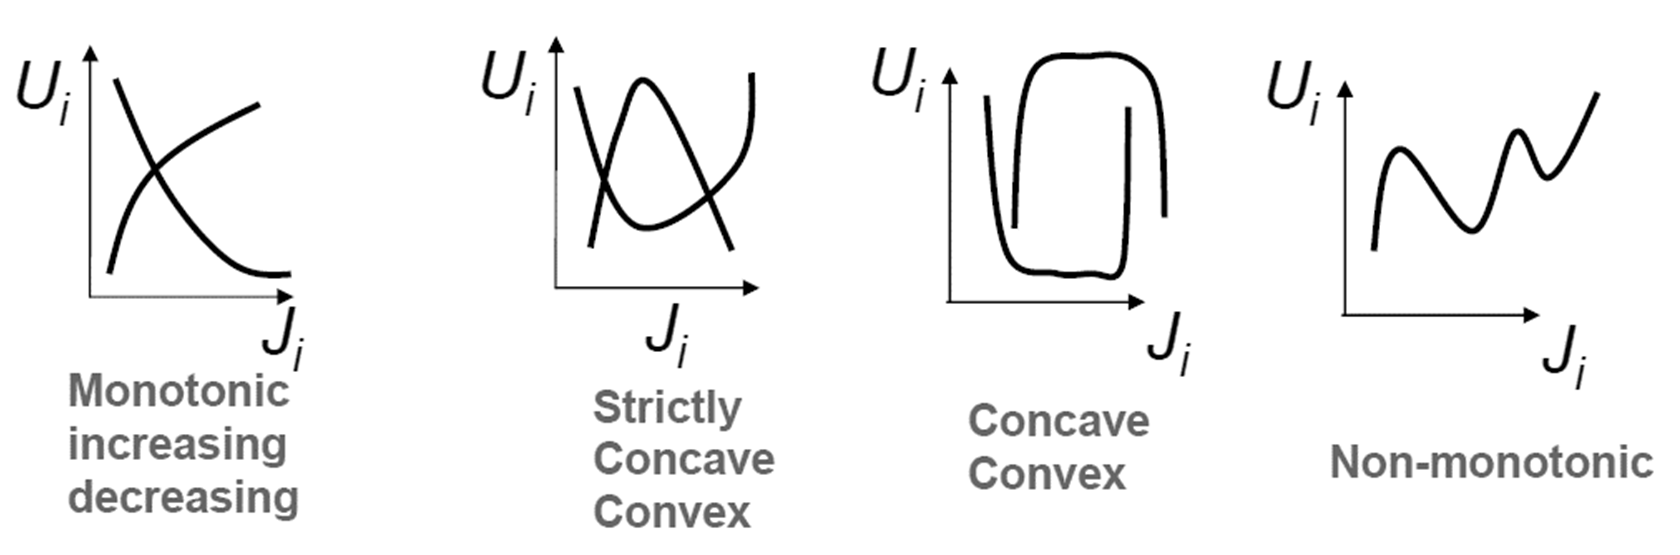 U_i
J_i
Monotonic
increasing
decreasing
U_i
J_i
Strictly
Concave
Convex
U_i
J_i
Concave
Convex
U_i
J_i
Non-monotonic